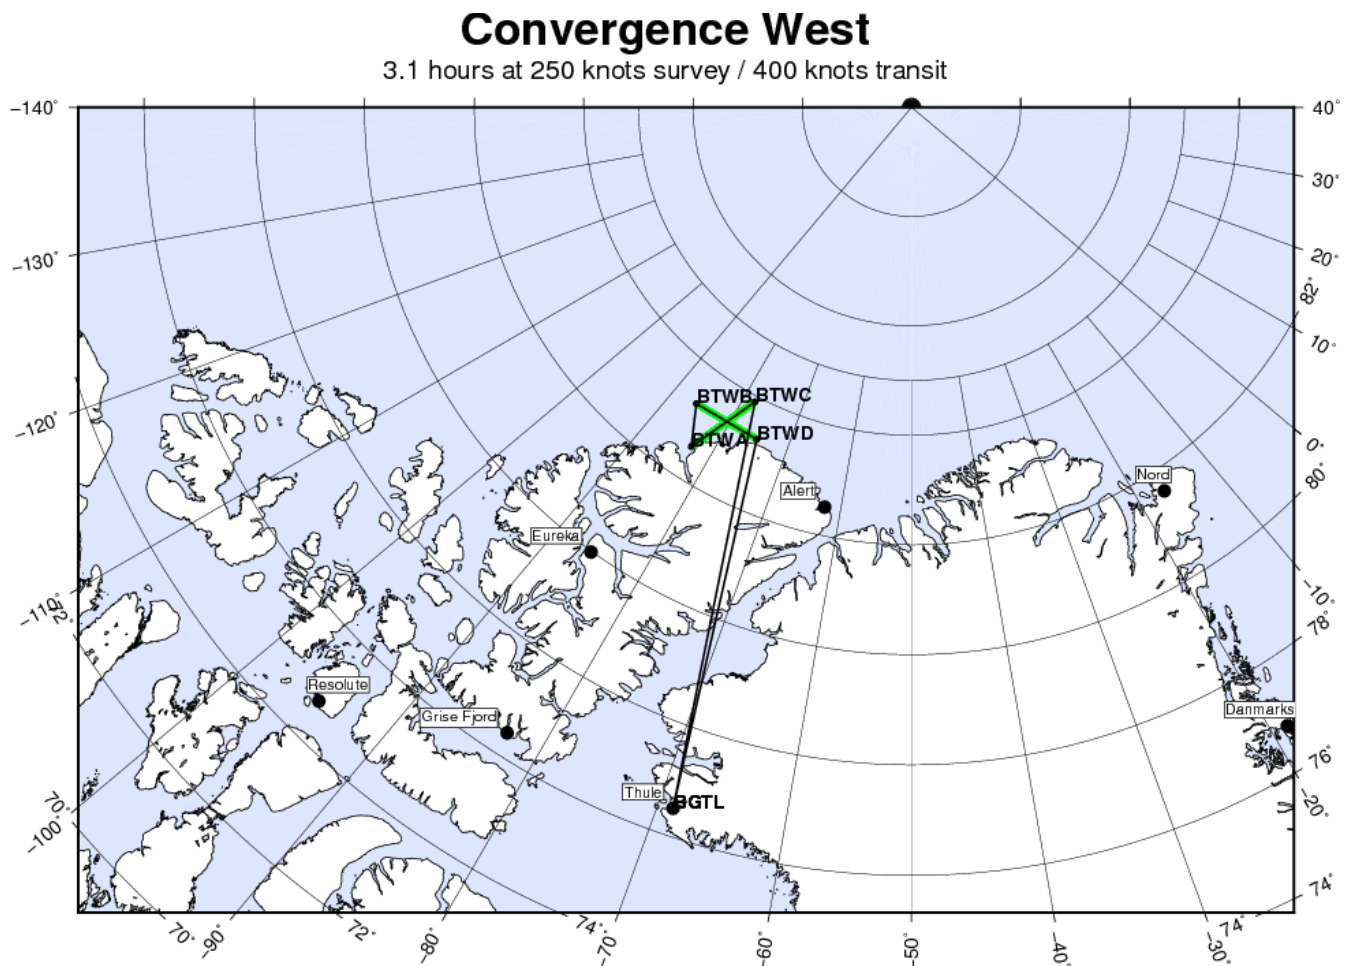 Convergence West
3.1 hours at 250 knots survey / 400 knots transit
−140°
40°
30°
−130°
20°
82°
10°
−120°
BTWB
BTWC
BTWA
BTWD
0°
80°
Nord
Alert
Eureka
−110°
72°
−10°
78°
Resolute
Grise Fjord
Danmarks
76°
Thule
BGTL
−20°
70°
−100°
74°
70°
−90°
72°
−80°
74°
−70°
−60°
−50°
−40°
−30°
74°